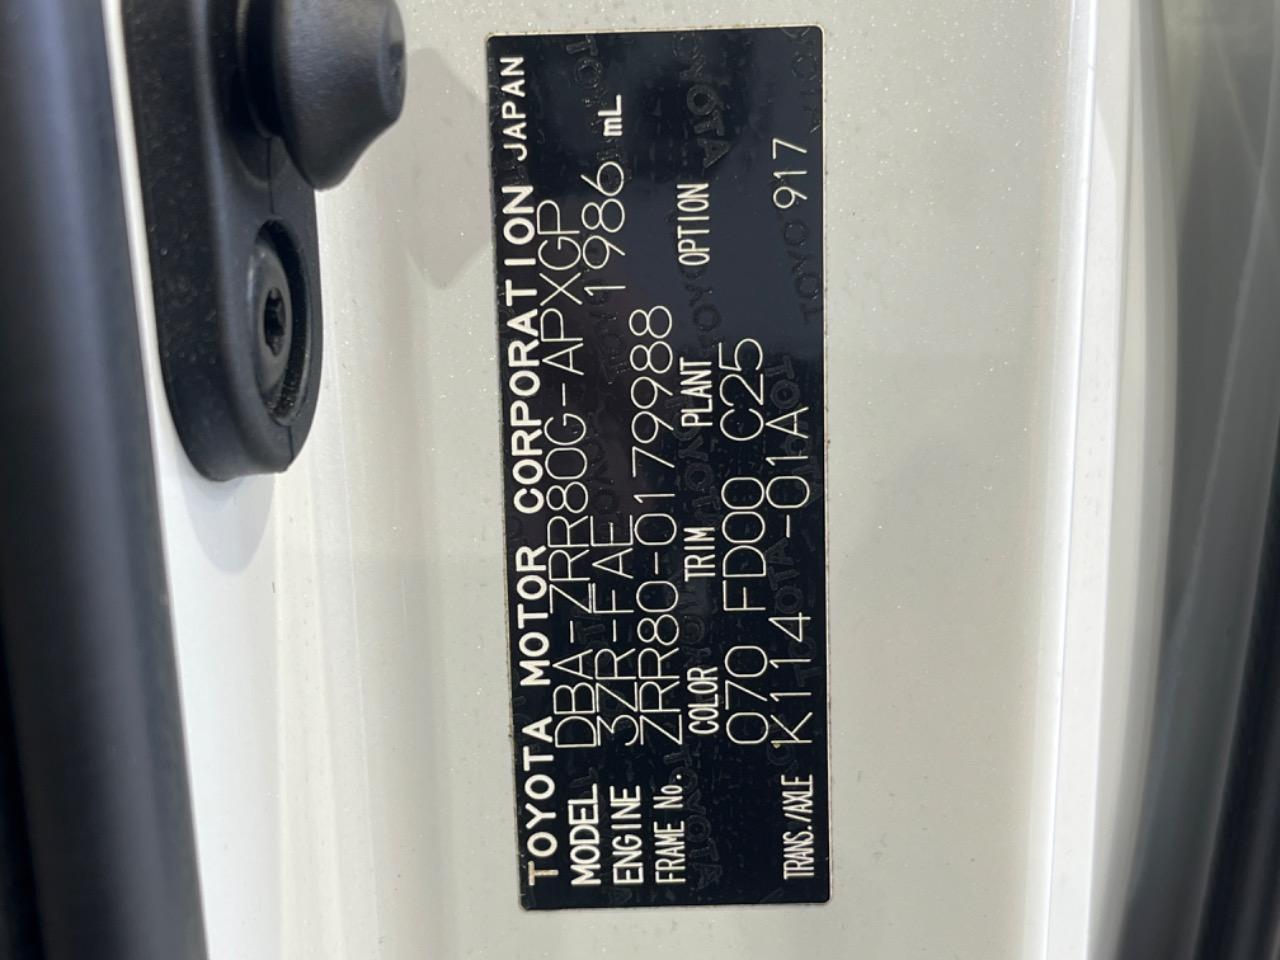 TOYOTA MOTOR CORPORATION JAPAN
MODEL DBA-ZRR80G-APXGP
ENGINE 3ZR-FAE 1986 mL
FRAME No. ZRR80-0179988
COLOR TRIM PLANT OPTION
070 FD00 C25
TRANS./AXLE K114 -01A 917